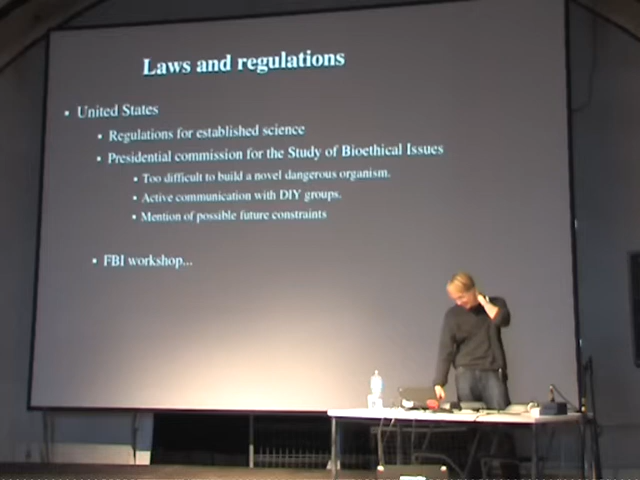 Laws and regulations
• United States
• Regulations for established science
• Presidential commission for the Study of Bioethical Issues
• Too difficult to build a novel dangerous organism.
• Active communication with DIY groups.
• Mention of possible future constraints
• FBI workshop...